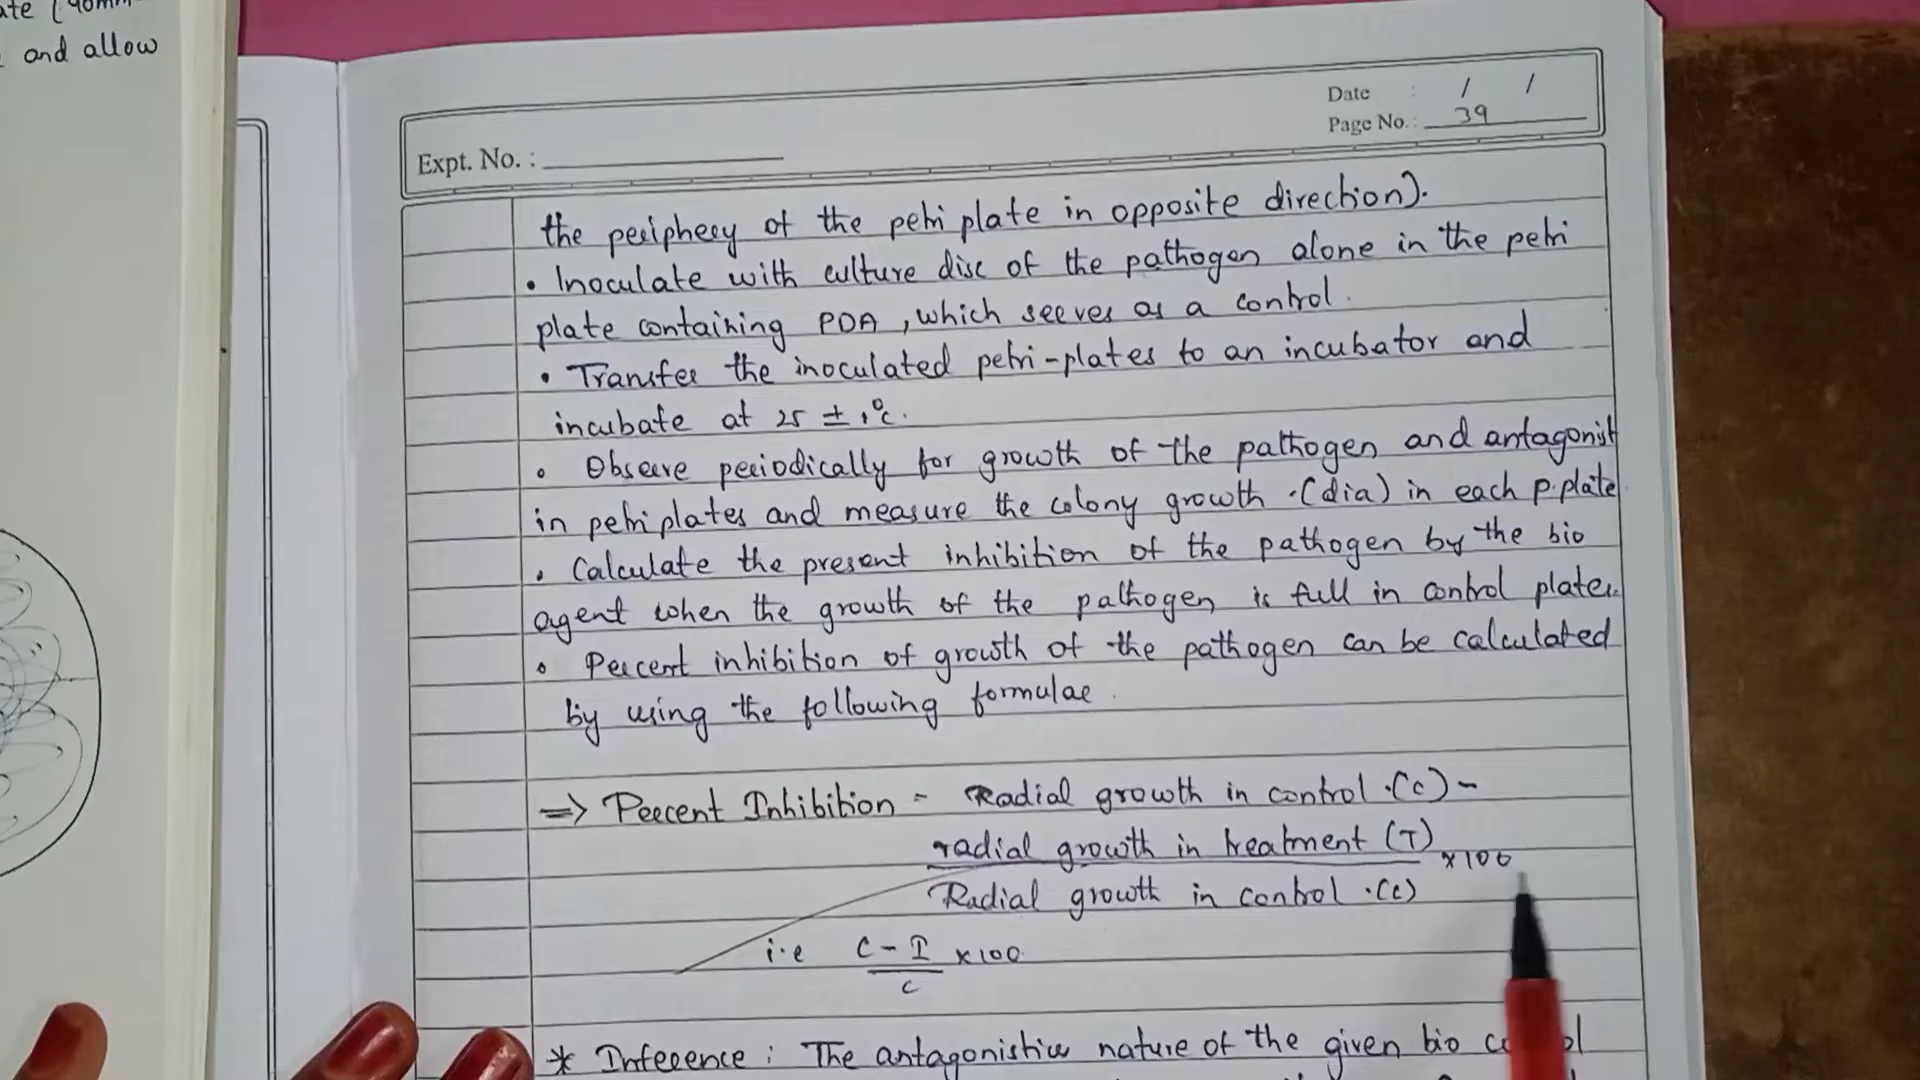 ate (90mm
and allow
Date : / /
Page No. : 39
Expt. No. :
the periphery of the petri plate in opposite direction).
• Inoculate with culture disc of the pathogen alone in the petri
plate containing PDA, which serves as a control.
• Transfer the inoculated petri-plates to an incubator and
incubate at 25 ± 1°C.
• Observe periodically for growth of the pathogen and antagonist
in petriplates and measure the colony growth .(dia) in each p.plate
• Calculate the present inhibition of the pathogen by the bio
agent when the growth of the pathogen is full in control plates.
• Percent inhibition of growth of the pathogen can be calculated
by using the following formulae.
=> Percent Inhibition = Radial growth in control .(C) -
radial growth in treatment (T)
x100
Radial growth in control .(C)
i.e C - I x100
C
* Inference : The antagonistic nature of the given bio